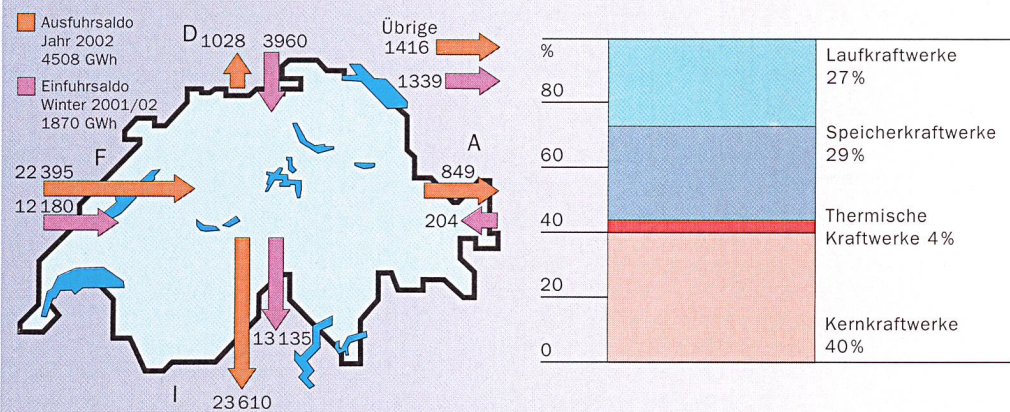 Ausfuhrsaldo
Jahr 2002
4508 GWh
Einfuhrsaldo
Winter 2001/02
1870 GWh
D
1028
3960
Übrige
1416
1339
F
22 395
12 180
A
849
204
13 135
I
23 610
%
80
60
40
20
0
Laufkraftwerke
27%
Speicherkraftwerke
29%
Thermische
Kraftwerke 4%
Kernkraftwerke
40%